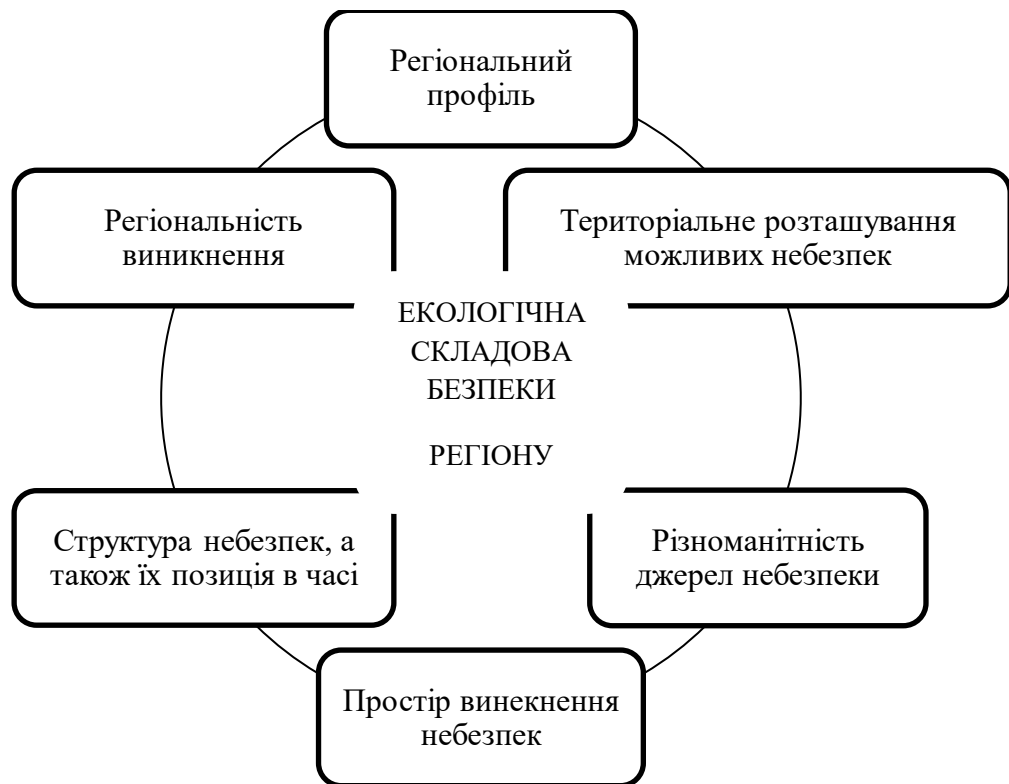 Регіональний
профіль
Регіональність
виникнення
Територіальне розташування
можливих небезпек
ЕКОЛОГІЧНА
СКЛАДОВА
БЕЗПЕКИ
РЕГІОНУ
Структура небезпек, а
також їх позиція в часі
Різноманітність
джерел небезпеки
Простір винекнення
небезпек